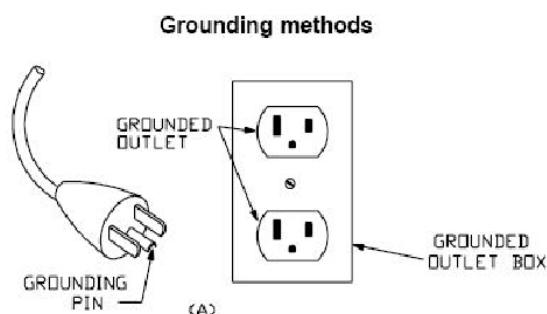 Grounding methods
GROUNDED
OUTLET
GROUNDED
OUTLET BOX
GROUNDING
PIN
(A)